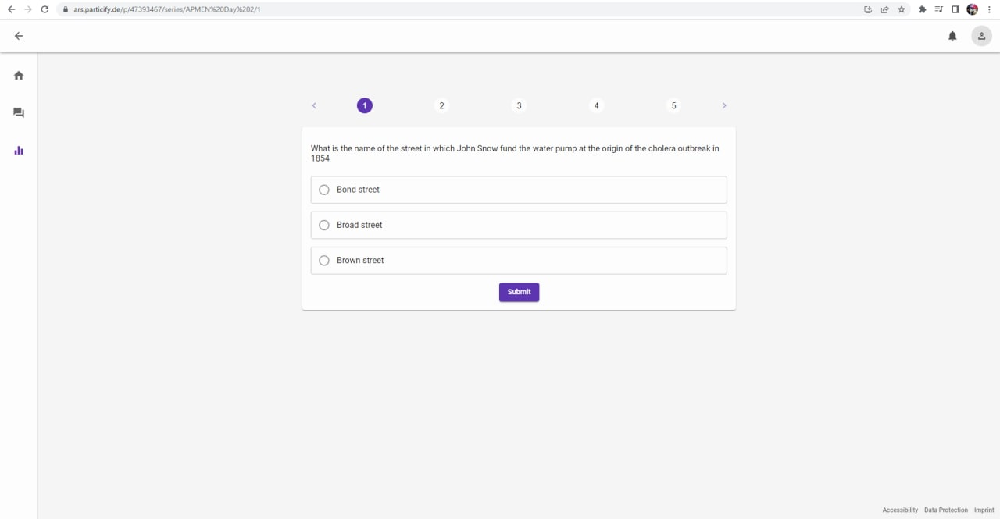 ars.particify.de/p/47393467/series/APMEN%20Day%202/1
1 2 3 4 5
What is the name of the street in which John Snow fund the water pump at the origin of the cholera outbreak in
1854
Bond street
Broad street
Brown street
Submit
Accessibility Data Protection Imprint